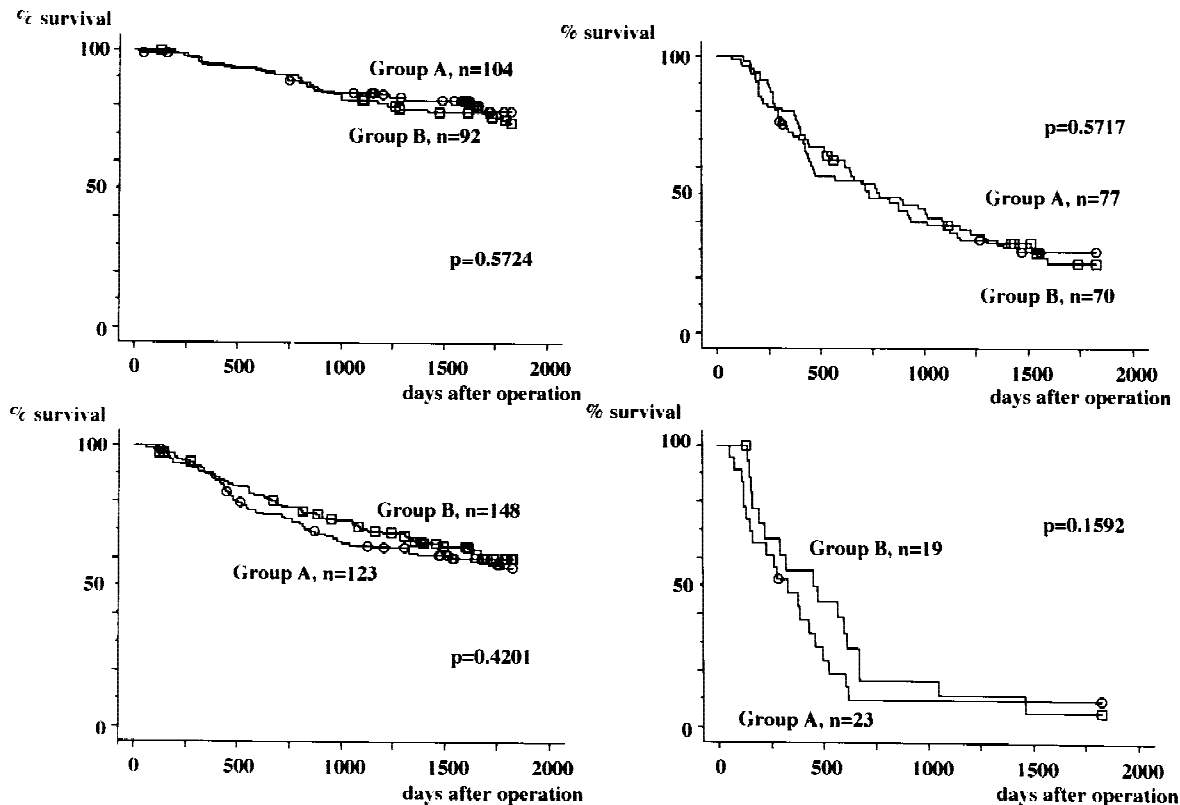 % survival
100
50
0
Group A, n=104
Group B, n=92
p=0.5724
0 500 1000 1500 2000
days after operation
% survival
100
50
0
p=0.5717
Group A, n=77
Group B, n=70
0 500 1000 1500 2000
days after operation
% survival
100
50
0
Group B, n=148
Group A, n=123
p=0.4201
0 500 1000 1500 2000
days after operation
% survival
100
50
0
p=0.1592
Group B, n=19
Group A, n=23
0 500 1000 1500 2000
days after operation